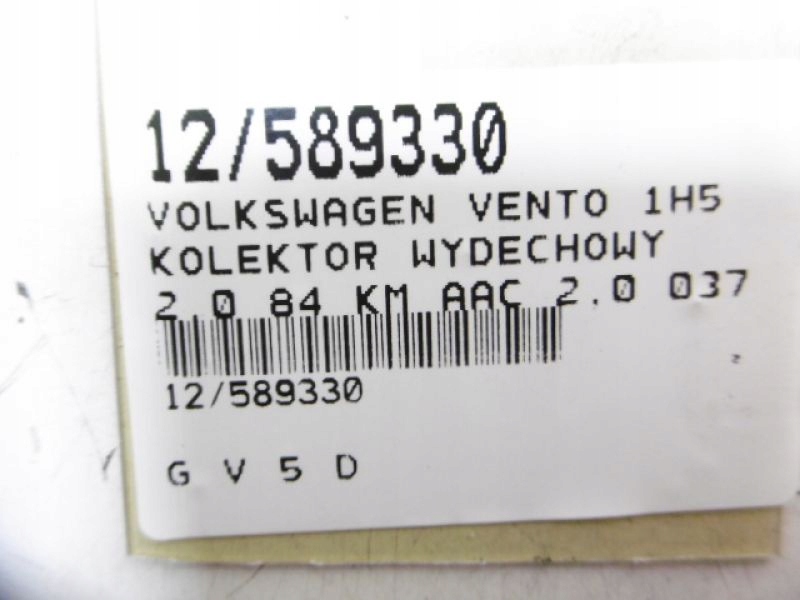 12/589330
VOLKSWAGEN VENTO 1H5
KOLEKTOR WYDECHOWY
2.0 84 KM AAC 2.0 037
12/589330
G V 5 D